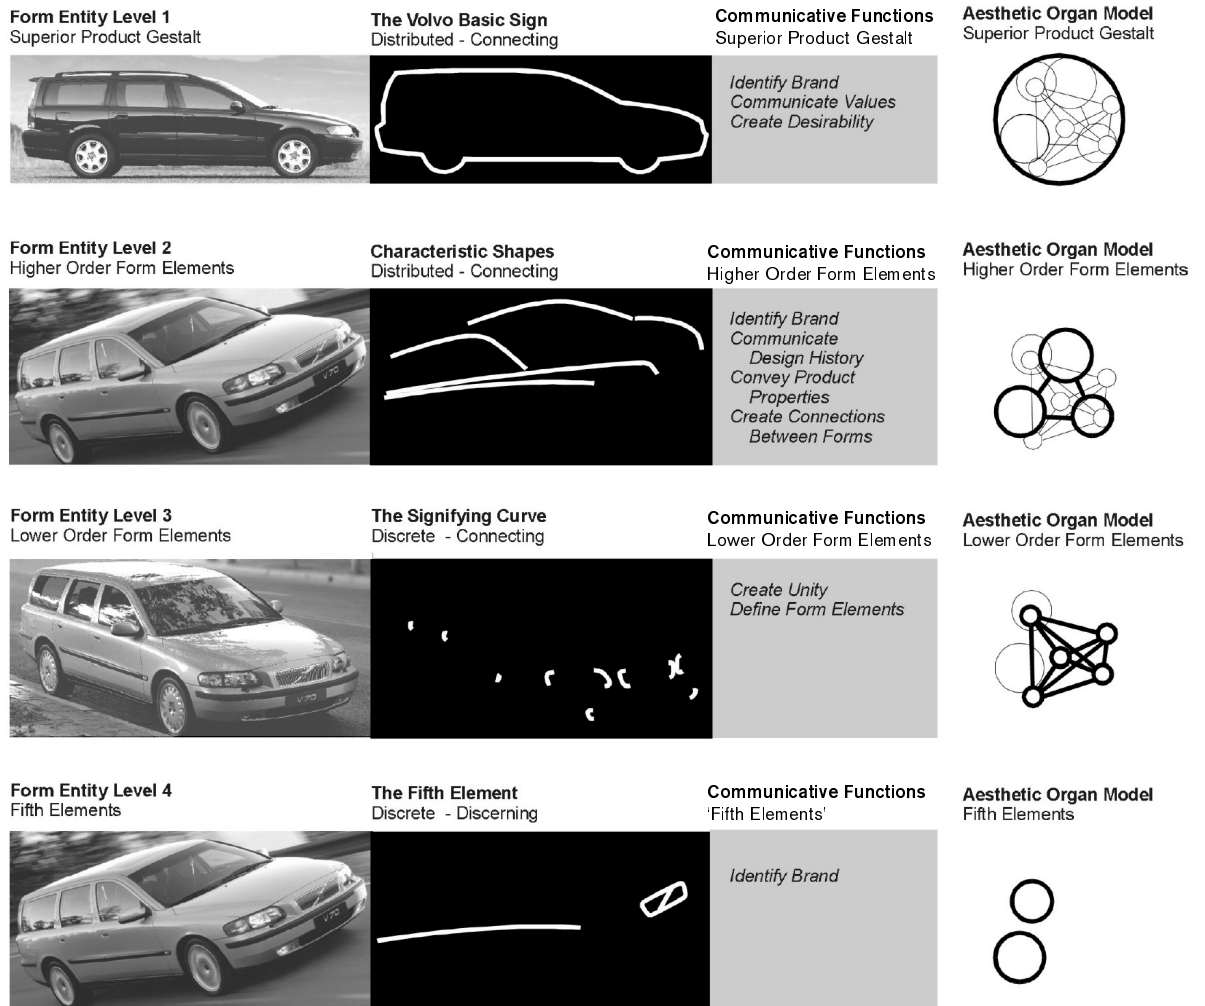 Form Entity Level 1
Superior Product Gestalt
The Volvo Basic Sign
Distributed - Connecting
Communicative Functions
Superior Product Gestalt
Aesthetic Organ Model
Superior Product Gestalt
Identify Brand
Communicate Values
Create Desirability
Form Entity Level 2
Higher Order Form Elements
Characteristic Shapes
Distributed - Connecting
Communicative Functions
Higher Order Form Elements
Aesthetic Organ Model
Higher Order Form Elements
V70
Identify Brand
Communicate
Design History
Convey Product
Properties
Create Connections
Between Forms
Form Entity Level 3
Lower Order Form Elements
The Signifying Curve
Discrete - Connecting
Communicative Functions
Lower Order Form Elements
Aesthetic Organ Model
Lower Order Form Elements
V70
Create Unity
Define Form Elements
Form Entity Level 4
Fifth Elements
The Fifth Element
Discrete - Discerning
Communicative Functions
'Fifth Elements'
Aesthetic Organ Model
Fifth Elements
V70
Identify Brand